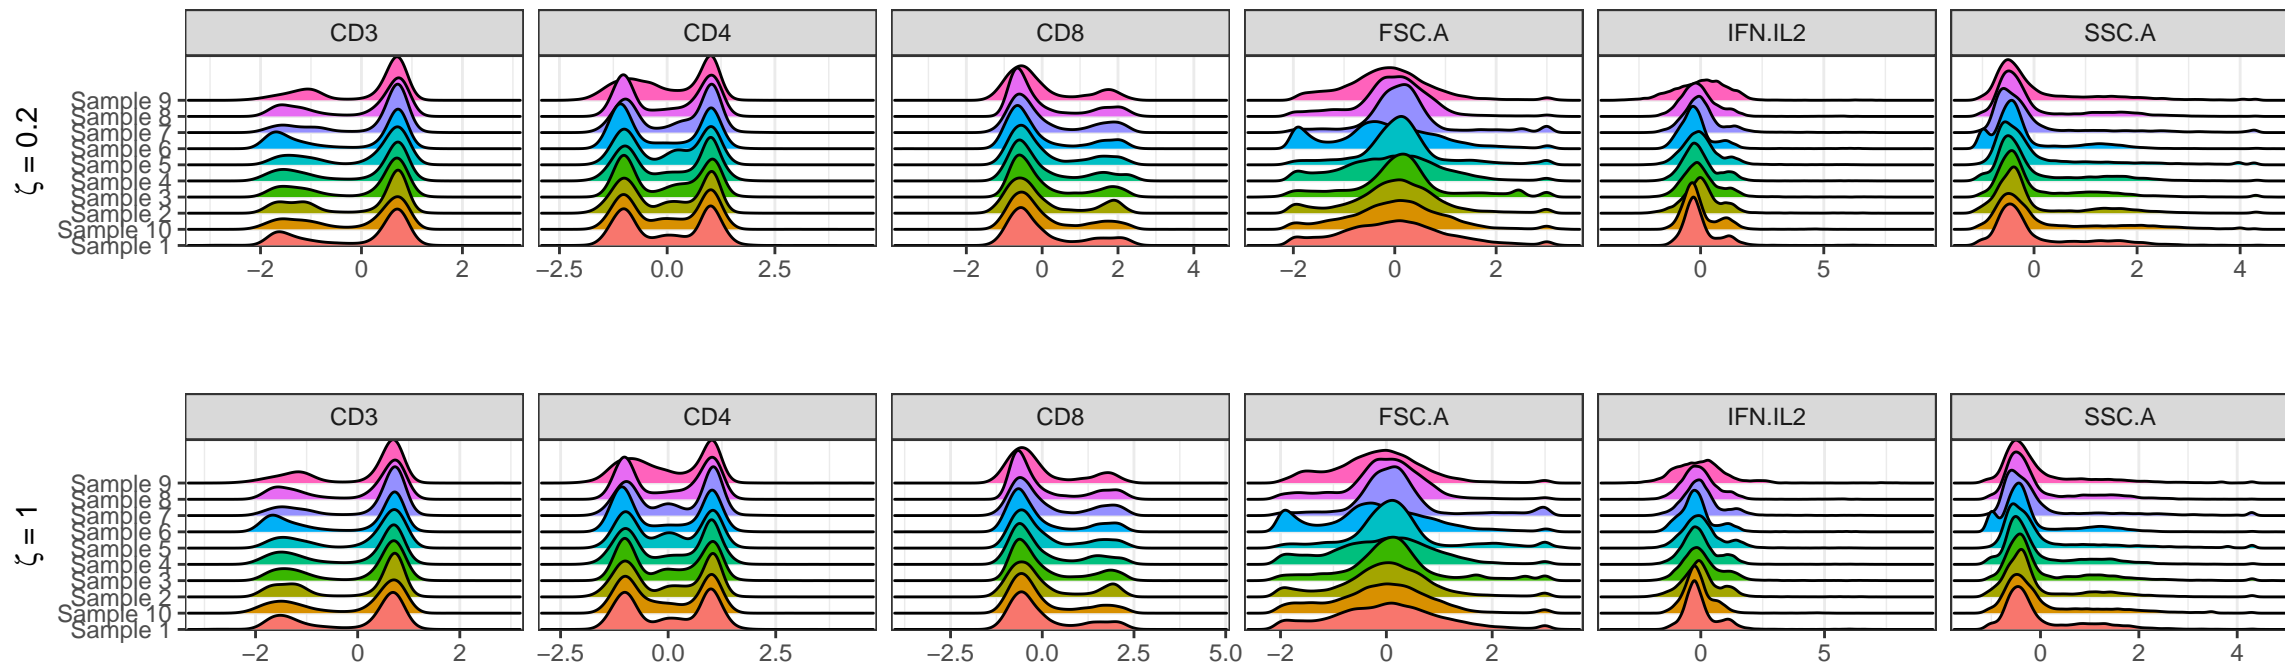 CD3 CD4 CD8 FSC.A IFN.IL2 SSC.A
ζ = 0.2
Sample 9
Sample 8
Sample 7
Sample 6
Sample 5
Sample 4
Sample 3
Sample 2
Sample 10
Sample 1
−2 0 2 −2.5 0.0 2.5 −2 0 2 4 −2 0 2 0 5 0 2 4
CD3 CD4 CD8 FSC.A IFN.IL2 SSC.A
ζ = 1
Sample 9
Sample 8
Sample 7
Sample 6
Sample 5
Sample 4
Sample 3
Sample 2
Sample 10
Sample 1
−2 0 2 −2.5 0.0 2.5 −2.5 0.0 2.5 5.0 −2 0 2 0 5 0 2 4